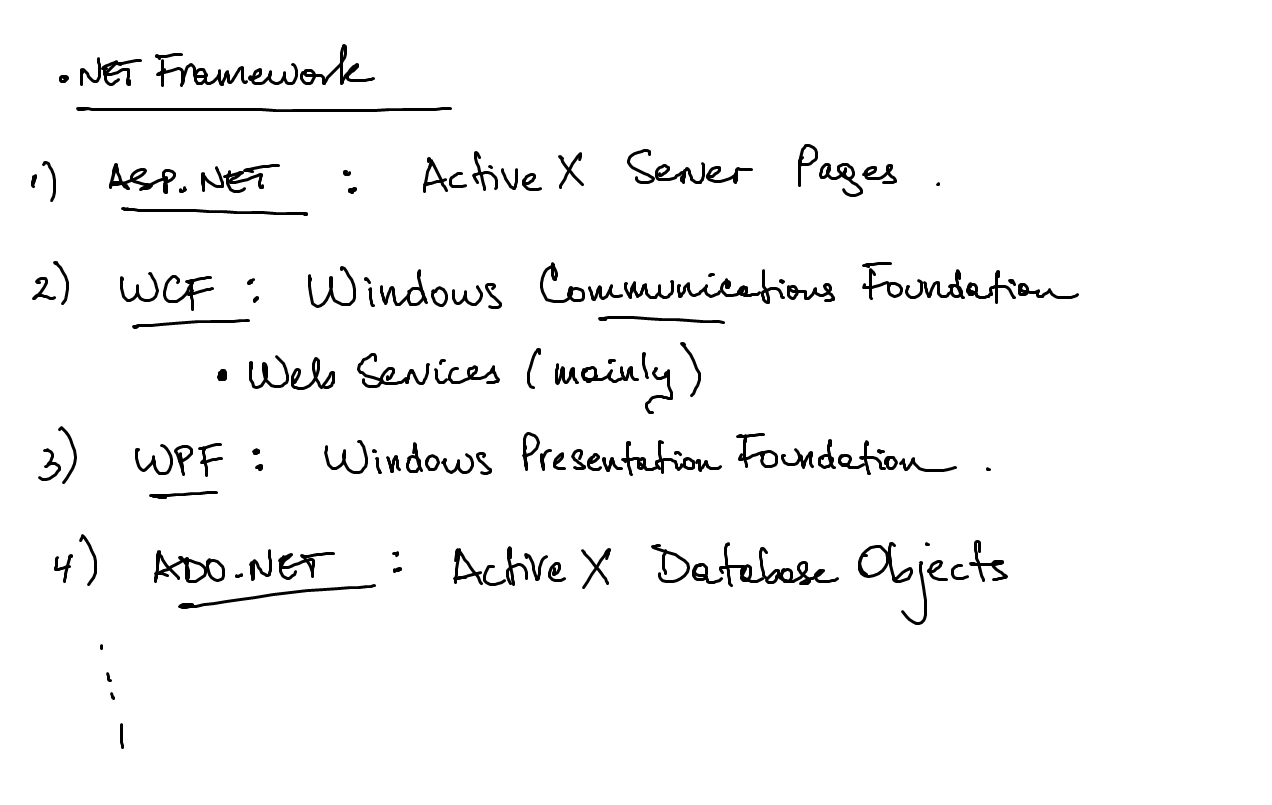 .NET Framework
1) ASP.NET : Active X Server Pages .
2) WCF : Windows Communications Foundation
• Web Services (mainly)
3) WPF : Windows Presentation Foundation .
4) ADO.NET : Active X Database Objects